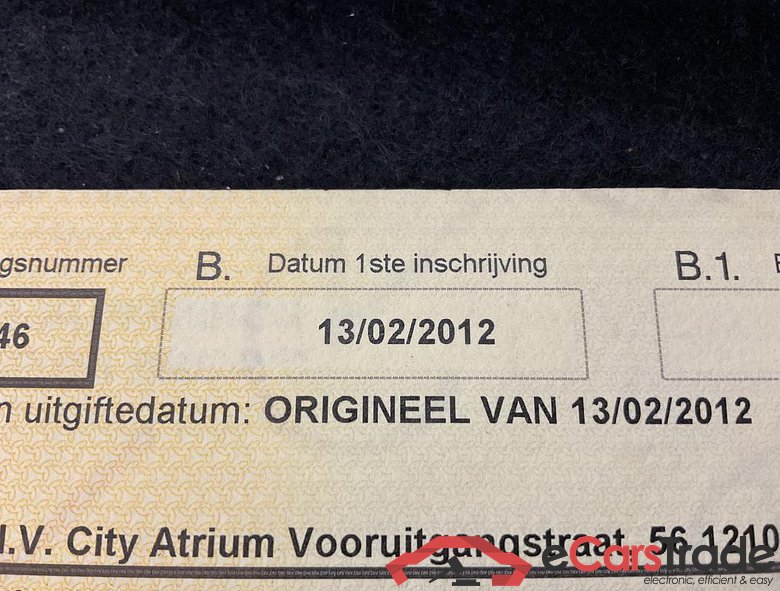 gsnummer B. Datum 1ste inschrijving B.1.
46 13/02/2012
n uitgiftedatum: ORIGINEEL VAN 13/02/2012
.V. City Atrium Vooruitgangstraat, 56 1210
eCarsTrade
electronic, efficient & easy